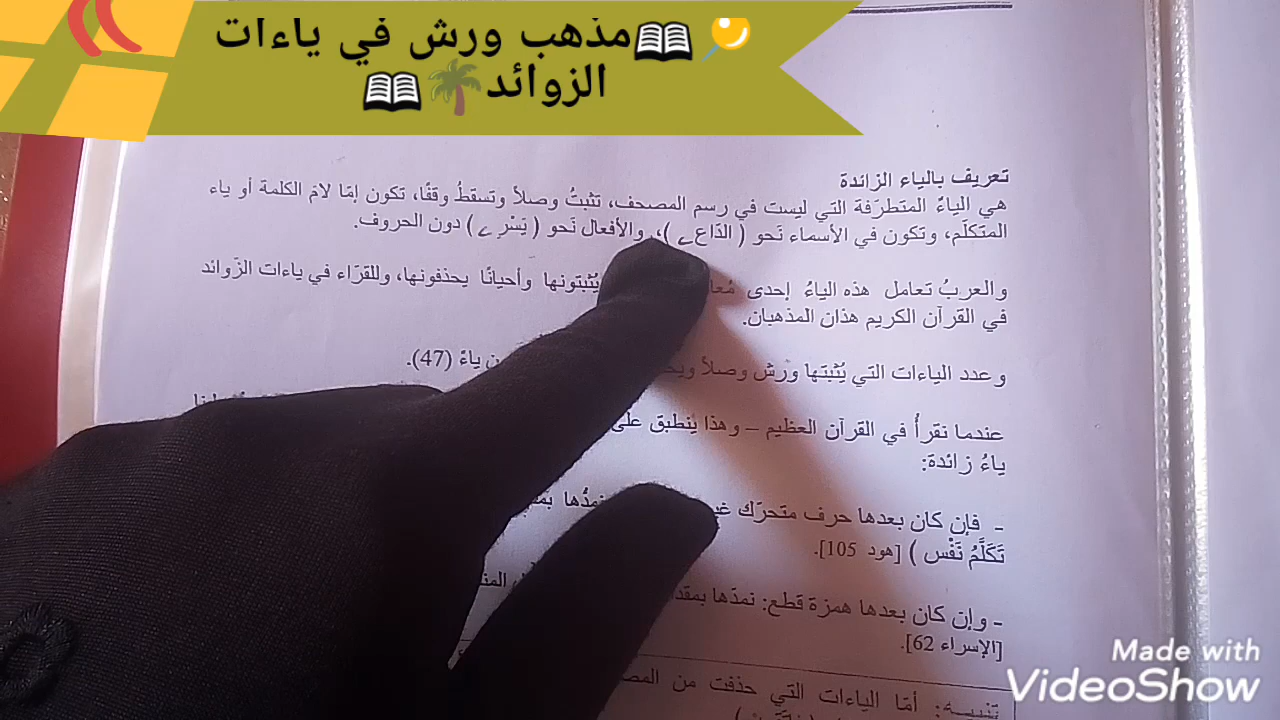 مذهب ورش في ياءات
الزوائد
تعريف بالياء الزائدة
هي الياءُ المتطرّفة التي ليست في رسم المصحف، تثبتُ وصلاً وتسقطُ وقفًا، تكون إمّا لامَ الكلمة أو ياء
المتكلّم، وتكون في الأسماء نَحو ( الدّاعِے )، والأفعال نَحو ( يَسْرِے ) دون الحروف.
والعربُ تعامل هذه الياءُ إحدى يُثبتونها وأحيانًا يحذفونها، وللقرّاء في ياءات الزّوائد
في القرآن الكريم هذان المذهبان.
وعدد الياءات التي يُثبتها ورش وصلاً ياءً (47).
عندما نقرأُ في القرآن العظيم – وهذا ينطبق على
ياءُ زائدة:
- فإن كان بعدها حرف متحرّك نمدُّها
تَكَلَّمُ نَفْس ) [هود 105].
- وإن كان بعدها همزة قطع: نمدّها
[الإسراء 62].
تنبيه: أمّا الياءات التي حذفت من
Made with
VideoShow